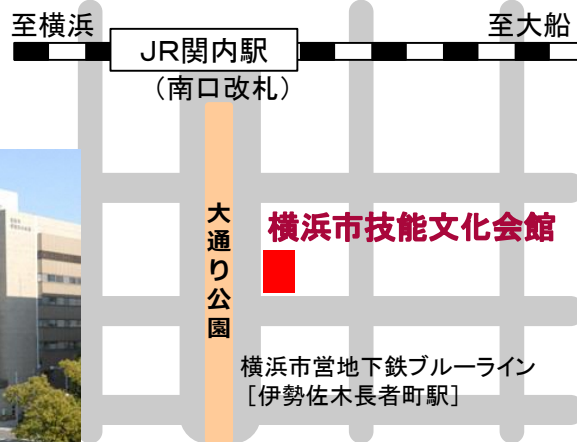 至横浜
至大船
JR関内駅
（南口改札）
大通り公園
横浜市技能文化会館
横浜市営地下鉄ブルーライン
［伊勢佐木長者町駅］